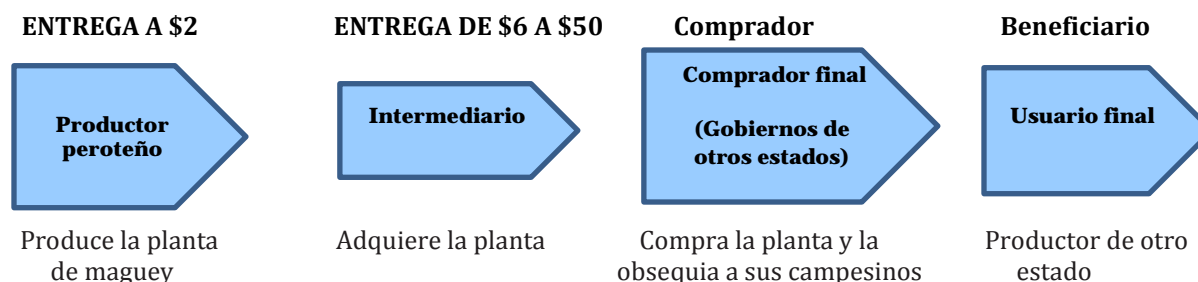 ENTREGA A $2
ENTREGA DE $6 A $50
Comprador
Beneficiario
Productor
peroteño
Intermediario
Comprador final
(Gobiernos de
otros estados)
Usuario final
Produce la planta
de maguey
Adquiere la planta
Compra la planta y la
obsequia a sus campesinos
Productor de otro
estado